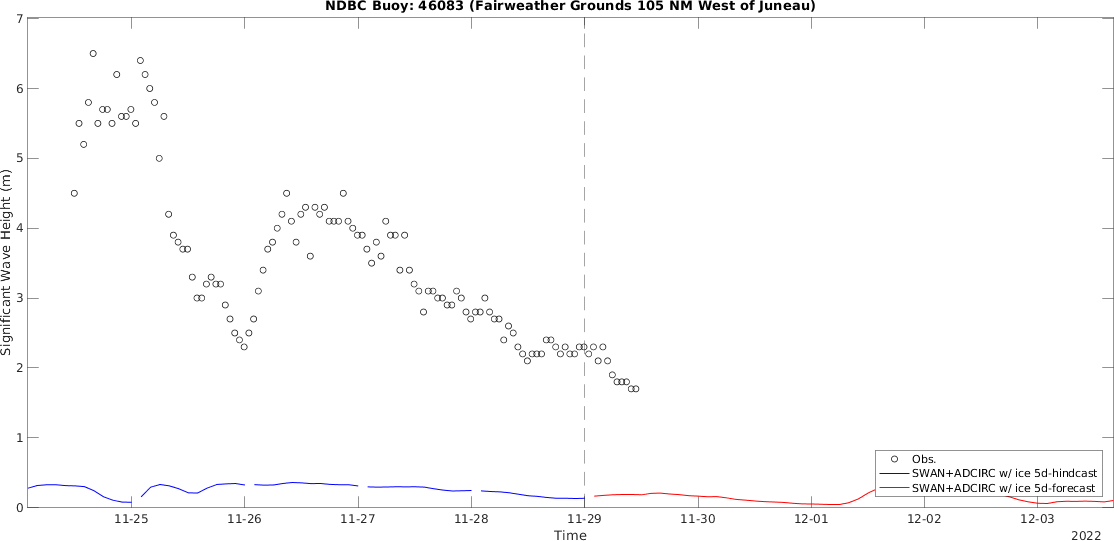 NDBC Buoy: 46083 (Fairweather Grounds 105 NM West of Juneau)
7
6
5
4
3
2
1
0
Significant Wave Height (m)
Obs.
SWAN+ADCIRC w/ ice 5d-hindcast
SWAN+ADCIRC w/ ice 5d-forecast
11-25 11-26 11-27 11-28 11-29 11-30 12-01 12-02 12-03
Time
2022